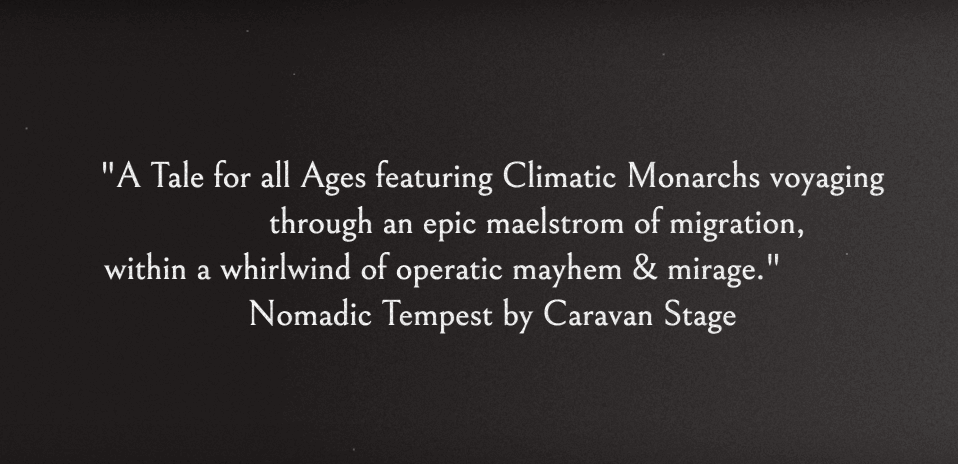 "A Tale for all Ages featuring Climatic Monarchs voyaging
through an epic maelstrom of migration,
within a whirlwind of operatic mayhem & mirage."
Nomadic Tempest by Caravan Stage